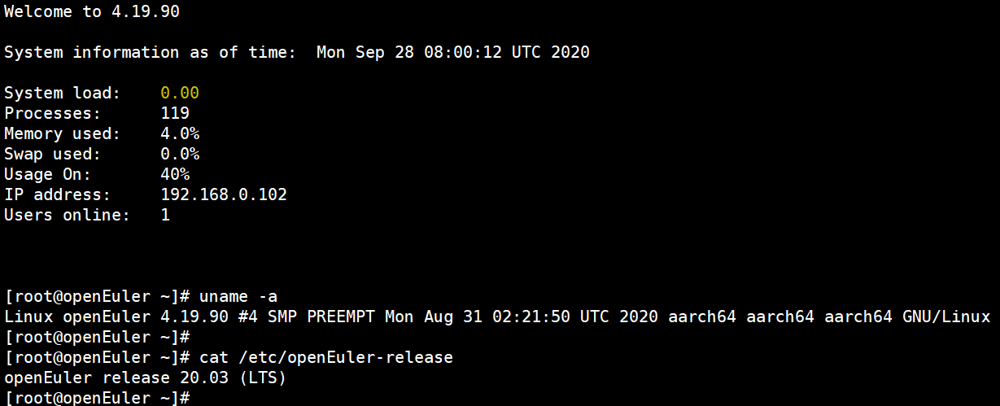 Welcome to 4.19.90
System information as of time:  Mon Sep 28 08:00:12 UTC 2020
System load:    0.00
Processes:      119
Memory used:    4.0%
Swap used:      0.0%
Usage On:       40%
IP address:     192.168.0.102
Users online:   1
[root@openEuler ~]# uname -a
Linux openEuler 4.19.90 #4 SMP PREEMPT Mon Aug 31 02:21:50 UTC 2020 aarch64 aarch64 aarch64 GNU/Linux
[root@openEuler ~]#
[root@openEuler ~]# cat /etc/openEuler-release
openEuler release 20.03 (LTS)
[root@openEuler ~]#